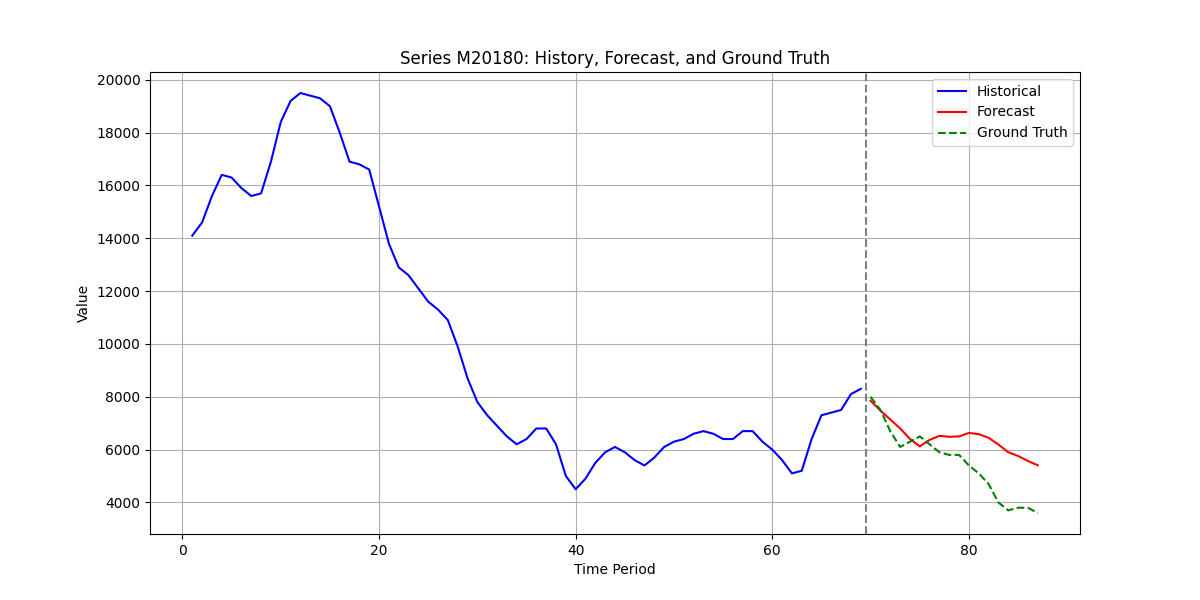 Series M20180: History, Forecast, and Ground Truth
Historical
Forecast
Ground Truth
20000
18000
16000
14000
12000
10000
8000
6000
4000
Value
0
20
40
60
80
Time Period